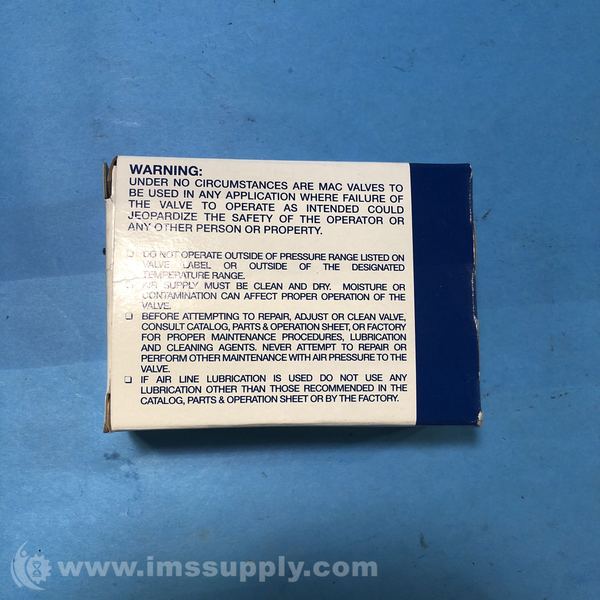 WARNING:
UNDER NO CIRCUMSTANCES ARE MAC VALVES TO
BE USED IN ANY APPLICATION WHERE FAILURE OF
THE VALVE TO OPERATE AS INTENDED COULD
JEOPARDIZE THE SAFETY OF THE OPERATOR OR
ANY OTHER PERSON OR PROPERTY.
❑ DO NOT OPERATE OUTSIDE OF PRESSURE RANGE LISTED ON
VALVE LABEL OR OUTSIDE OF THE DESIGNATED
TEMPERATURE RANGE.
❑ AIR SUPPLY MUST BE CLEAN AND DRY. MOISTURE OR
CONTAMINATION CAN AFFECT PROPER OPERATION OF THE
VALVE.
❑ BEFORE ATTEMPTING TO REPAIR, ADJUST OR CLEAN VALVE,
CONSULT CATALOG, PARTS & OPERATION SHEET, OR FACTORY
FOR PROPER MAINTENANCE PROCEDURES, LUBRICATION
AND CLEANING AGENTS. NEVER ATTEMPT TO REPAIR OR
PERFORM OTHER MAINTENANCE WITH AIR PRESSURE TO THE
VALVE.
❑ IF AIR LINE LUBRICATION IS USED DO NOT USE ANY
LUBRICATION OTHER THAN THOSE RECOMMENDED IN THE
CATALOG, PARTS & OPERATION SHEET OR BY THE FACTORY.
www.imssupply.com